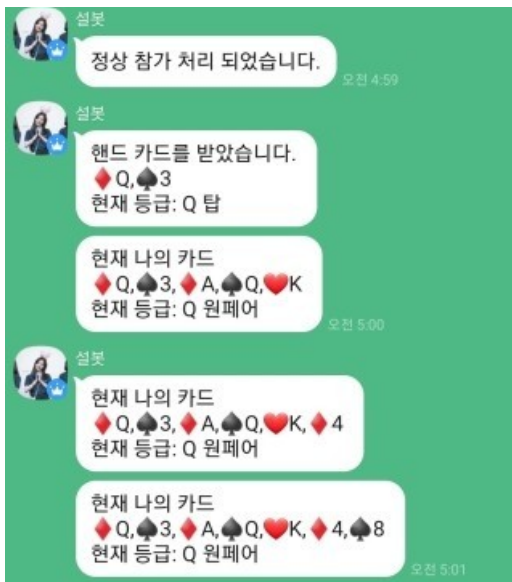 설봇
정상 참가 처리 되었습니다.
오전 4:59
설봇
핸드 카드를 받았습니다.
♦Q,♠3
현재 등급: Q 탑
현재 나의 카드
♦Q,♠3,♦A,♠Q,♥K
현재 등급: Q 원페어
오전 5:00
설봇
현재 나의 카드
♦Q,♠3,♦A,♠Q,♥K,♦4
현재 등급: Q 원페어
현재 나의 카드
♦Q,♠3,♦A,♠Q,♥K,♦4,♠8
현재 등급: Q 원페어
오전 5:01